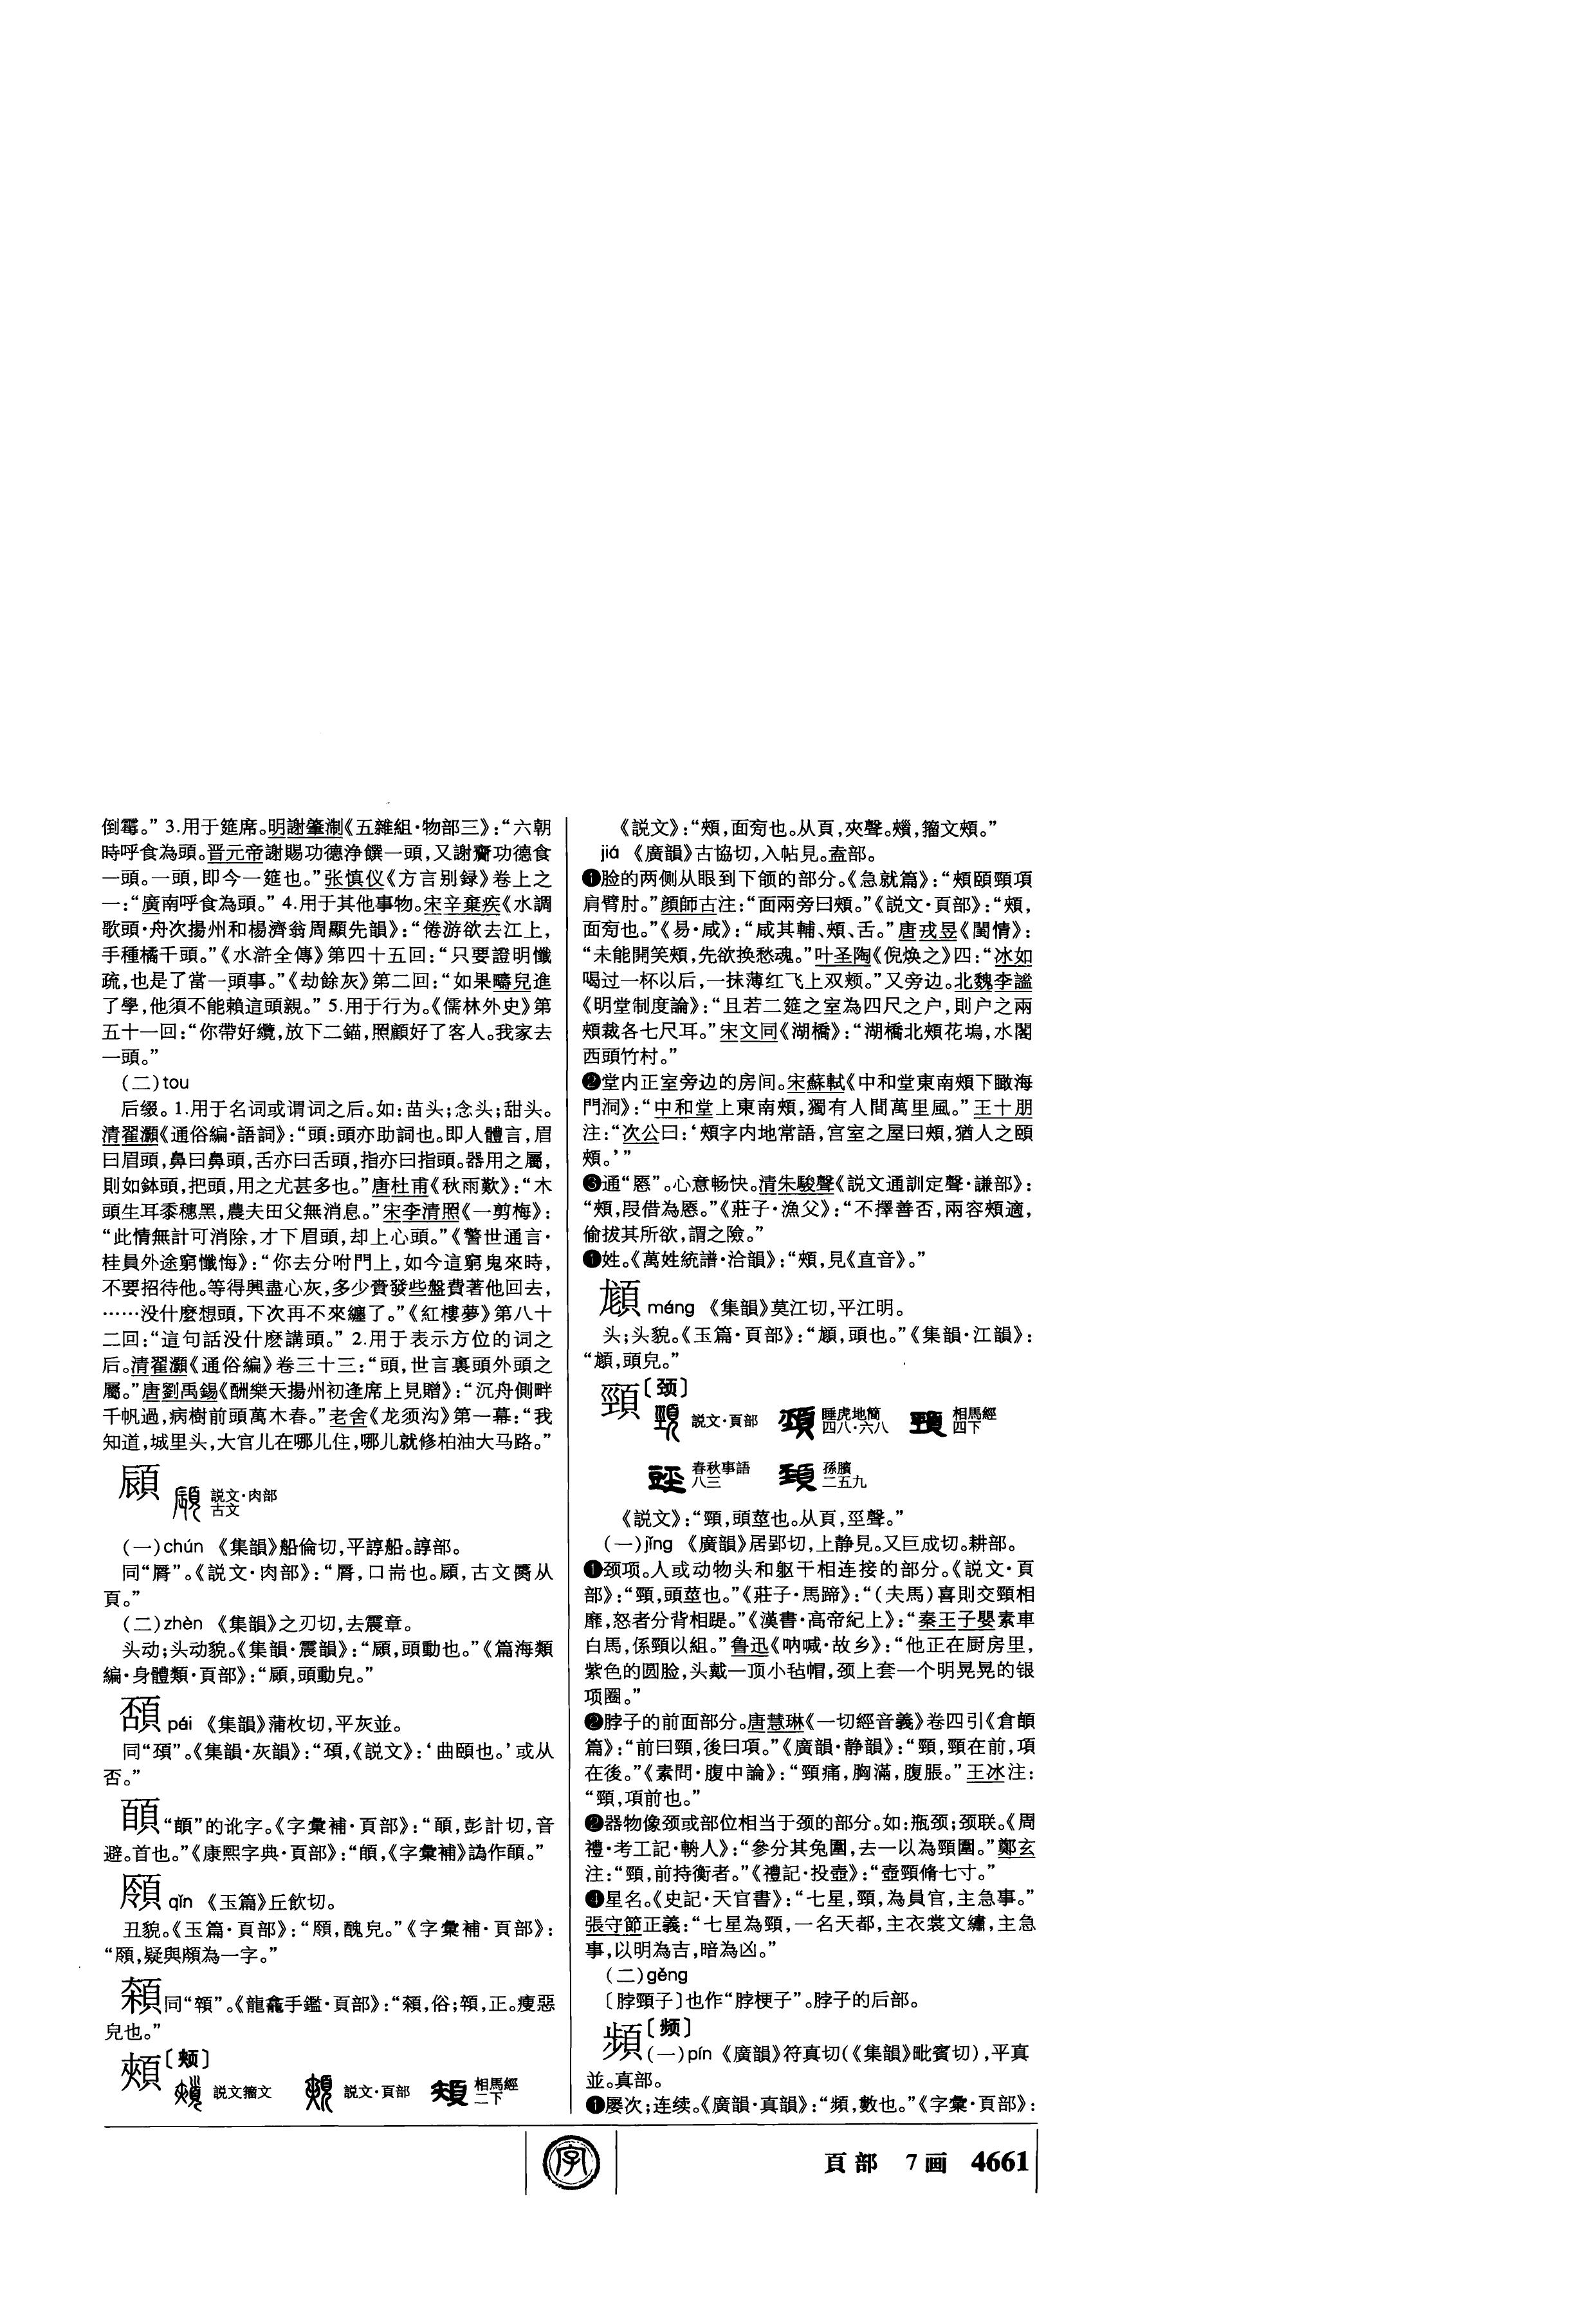 倒霉。” 3.用于筵席。明謝肇淛《五雜組·物部三》：“六朝
時呼食為頭。晋元帝謝賜功德净饌一頭，又謝齎功德食
一頭。一頭，即今一筵也。”张慎仪《方言别録》卷上之
一：“廣南呼食為頭。” 4.用于其他事物。宋辛棄疾《水調
歌頭·舟次揚州和楊濟翁周顯先韻》：“倦游欲去江上，
手種橘千頭。”《水滸全傳》第四十五回：“只要證明懺
疏，也是了當一頭事。”《劫餘灰》第二回：“如果疇兒進
了學，他須不能賴這頭親。” 5.用于行为。《儒林外史》第
五十一回：“你帶好纜，放下二錨，照顧好了客人。我家去
一頭。”
（二）tou
后缀。1.用于名词或谓词之后。如：苗头；念头；甜头。
清翟灝《通俗編·語詞》：“頭：頭亦助詞也。即人體言，眉
曰眉頭，鼻曰鼻頭，舌亦曰舌頭，指亦曰指頭。器用之屬，
則如鉢頭，把頭，用之尤甚多也。”唐杜甫《秋雨歎》：“木
頭生耳黍穗黑，農夫田父無消息。”宋李清照《一剪梅》：
“此情無計可消除，才下眉頭，却上心頭。”《警世通言·
桂員外途窮懺悔》：“你去分咐門上，如今這窮鬼來時，
不要招待他。等得興盡心灰，多少賫發些盤費著他回去，
……没什麼想頭，下次再不來纏了。”《紅樓夢》第八十
二回：“這句話没什麽講頭。” 2.用于表示方位的词之
后。清翟灝《通俗編》卷三十三：“頭，世言裏頭外頭之
屬。”唐劉禹錫《酬樂天揚州初逢席上見贈》：“沉舟側畔
千帆過，病樹前頭萬木春。”老舍《龙须沟》第一幕：“我
知道，城里头，大官儿在哪儿住，哪儿就修柏油大马路。”
顅 説文·肉部
古文
（一）chún 《集韻》船倫切，平諄船。諄部。
同“脣”。《説文·肉部》：“脣，口耑也。顅，古文脣从
頁。”
（二）zhèn 《集韻》之刃切，去震章。
头动；头动貌。《集韻·震韻》：“，頭動也。”《篇海類
編·身體類·頁部》：“，頭動皃。”
pái 《集韻》蒲枚切，平灰並。
同“䪹”。《集韻·灰韻》：“䪹，《説文》：‘曲頤也。’或从
否。”
“䫌”的讹字。《字彙補·頁部》：“，彭計切，音
避。首也。”《康熙字典·頁部》：“，《字彙補》譌作。”
qǐn 《玉篇》丘飲切。
丑貌。《玉篇·頁部》：“，醜皃。”《字彙補·頁部》：
“，疑與頗為一字。”
同“頯”。《龍龕手鑑·頁部》：“，俗；，正。瘦惡
皃也。”
頰〔颊〕 説文籀文 説文·頁部 相馬經
二下
《説文》：“頰，面旁也。从頁，夾聲。，籀文頰。”
jiá 《廣韻》古協切，入帖見。盍部。
❶脸的两侧从眼到下颌的部分。《急就篇》：“頰頤頸項
肩臂肘。”顔師古注：“面兩旁曰頰。”《説文·頁部》：“頰，
面旁也。”《易·咸》：“咸其輔、頰、舌。”唐戎昱《閨情》：
“未能開笑頰，先欲换愁魂。”叶圣陶《倪焕之》四：“冰如
喝过一杯以后，一抹薄红飞上双颊。”又旁边。北魏李謐
《明堂制度論》：“且若二筵之室為四尺之户，則户之兩
頰裁各七尺耳。”宋文同《湖橋》：“湖橋北頰花塢，水閣
西頭竹村。”
❷堂内正室旁边的房间。宋蘇軾《中和堂東南頰下瞰海
門洞》：“中和堂上東南頰，獨有人間萬里風。”王十朋
注：“次公曰：‘頰字内地常語，宫室之屋曰頰，猶人之頤
頰。’”
❸通“㥦”。心意畅快。清朱駿聲《説文通訓定聲·謙部》：
“頰，叚借為㥦。”《莊子·漁父》：“不擇善否，兩容頰適，
偷拔其所欲，謂之險。”
❶姓。《萬姓統譜·洽韻》：“頰，見《直音》。”
máng 《集韻》莫江切，平江明。
头；头貌。《玉篇·頁部》：“，頭也。”《集韻·江韻》：
“，頭皃。”
頸〔颈〕
説文·頁部 睡虎地簡
四八·六八 相馬經
四下
春秋事語
八三 孫臏
二五九
《説文》：“頸，頭莖也。从頁，巠聲。”
（一）jǐng 《廣韻》居郢切，上静見。又巨成切。耕部。
❶颈项。人或动物头和躯干相连接的部分。《説文·頁
部》：“頸，頭莖也。”《莊子·馬蹄》：“（夫馬）喜則交頸相
靡，怒者分背相踶。”《漢書·高帝紀上》：“秦王子嬰素車
白馬，係頸以組。”鲁迅《呐喊·故乡》：“他正在厨房里，
紫色的圆脸，头戴一顶小毡帽，颈上套一个明晃晃的银
项圈。”
❷脖子的前面部分。唐慧琳《一切經音義》卷四引《倉頡
篇》：“前曰頸，後曰項。”《廣韻·静韻》：“頸，頸在前，項
在後。”《素問·腹中論》：“頸痛，胸滿，腹脹。”王冰注：
“頸，項前也。”
❷器物像颈或部位相当于颈的部分。如：瓶颈；颈联。《周
禮·考工記·輈人》：“參分其兔圍，去一以為頸圍。”鄭玄
注：“頸，前持衡者。”《禮記·投壺》：“壺頸脩七寸。”
❹星名。《史記·天官書》：“七星，頸，為員官，主急事。”
張守節正義：“七星為頸，一名天都，主衣裳文繡，主急
事，以明為吉，暗為凶。”
（二）gěng
〔脖頸子〕也作“脖梗子”。脖子的后部。
頻〔频〕
（一）pín 《廣韻》符真切（《集韻》毗賓切），平真
並。真部。
❶屡次；连续。《廣韻·真韻》：“頻，數也。”《字彙·頁部》：
字
頁部 7画 4661